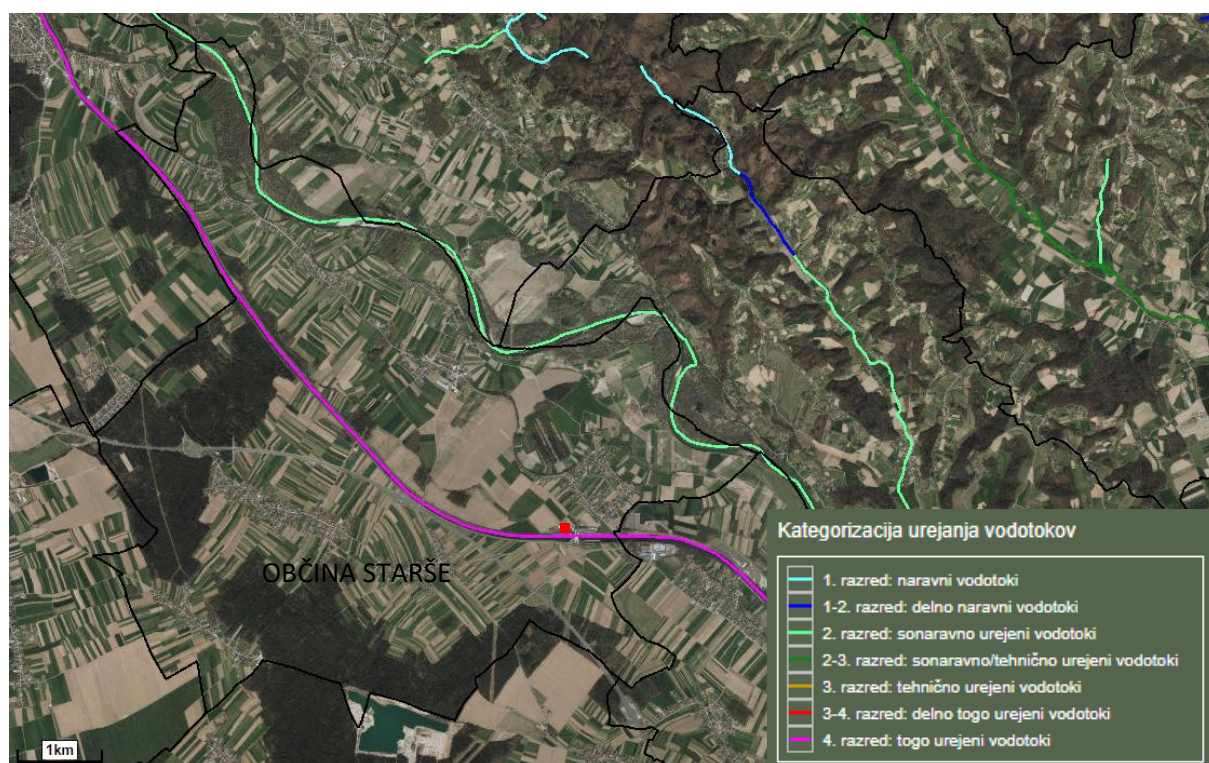 OBČINA STARŠE
Kategorizacija urejanja vodotokov
1. razred: naravni vodotoki
1-2. razred: delno naravni vodotoki
2. razred: sonaravno urejeni vodotoki
2-3. razred: sonaravno/tehnično urejeni vodotoki
3. razred: tehnično urejeni vodotoki
3-4. razred: delno togo urejeni vodotoki
4. razred: togo urejeni vodotoki
1km